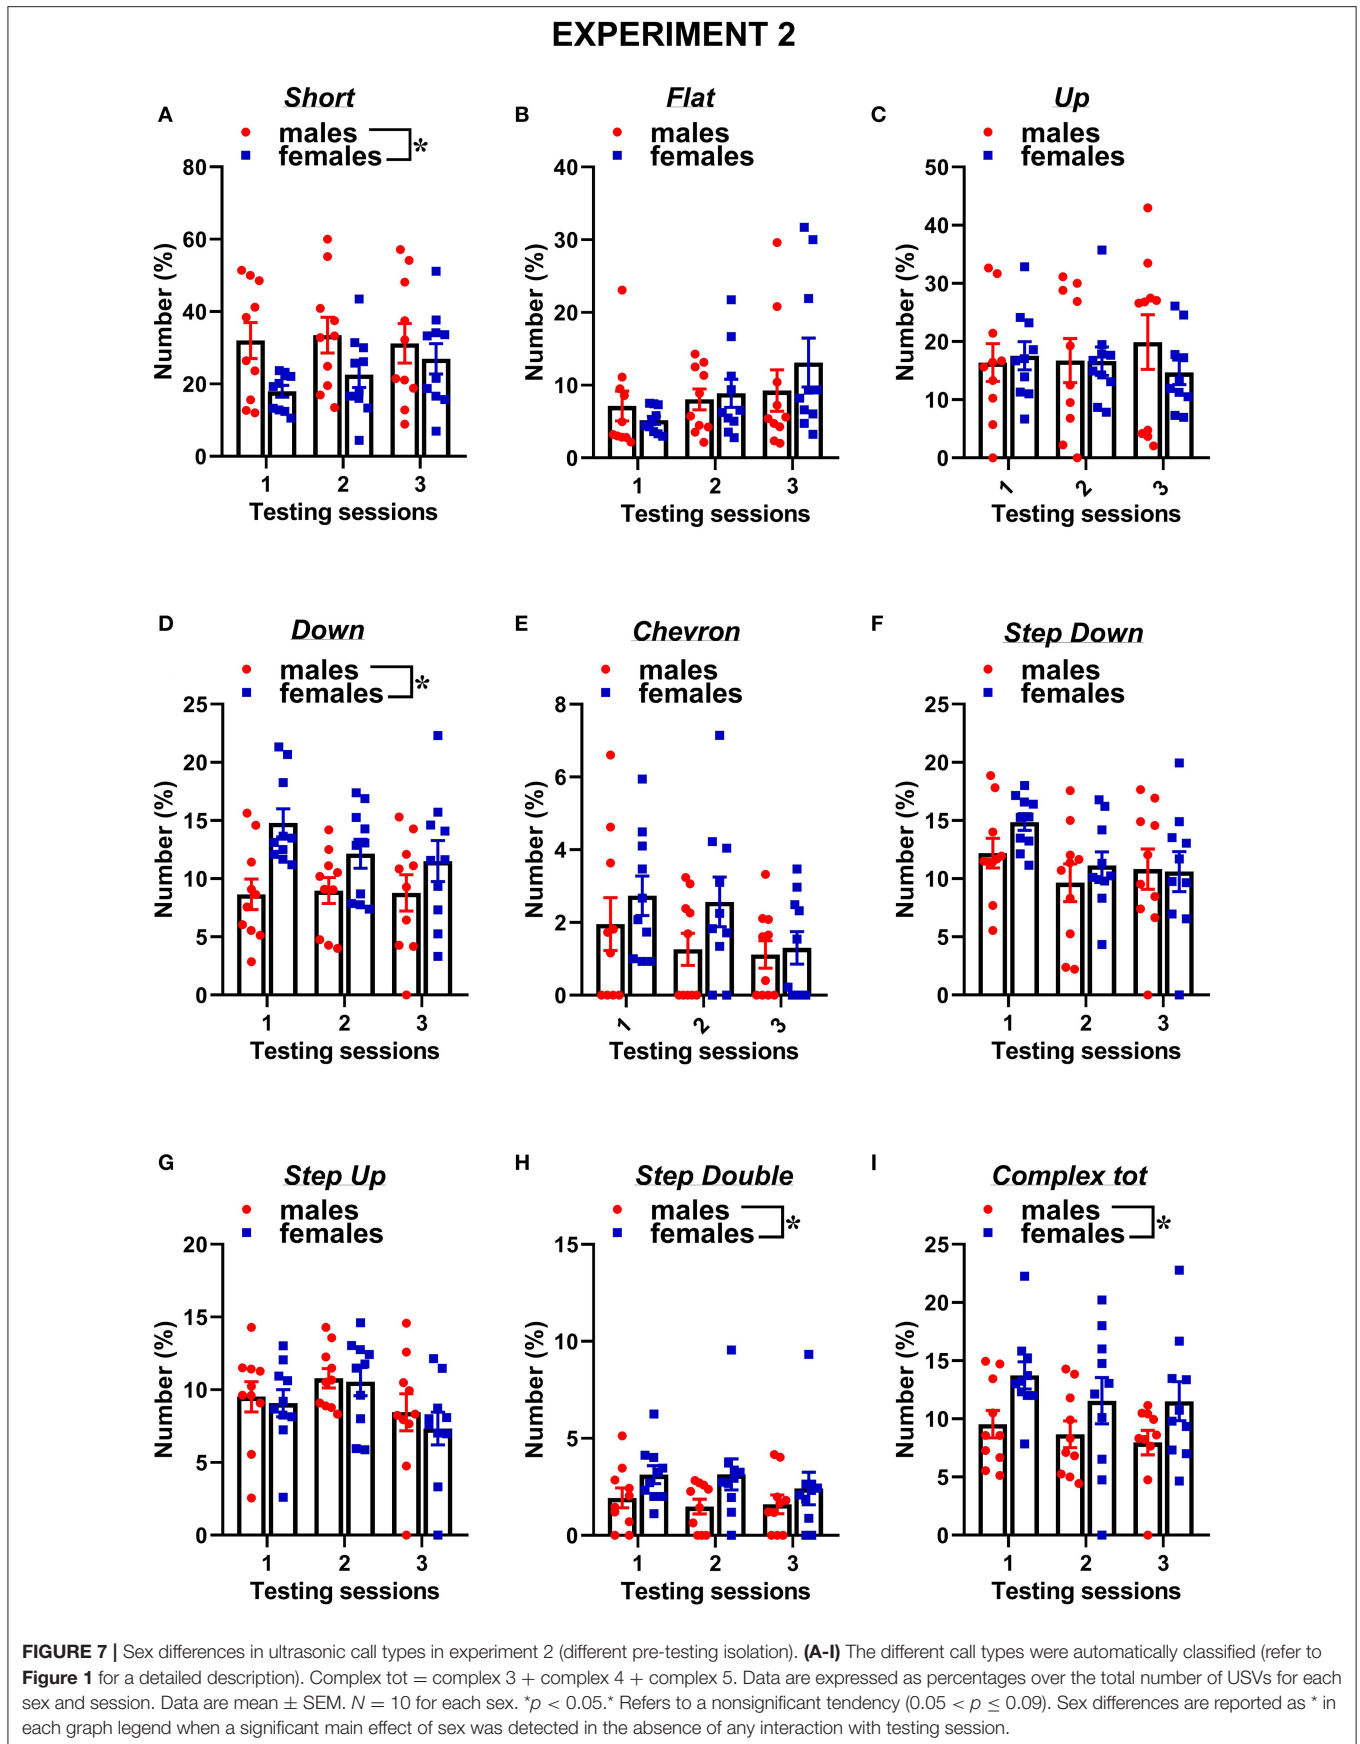 EXPERIMENT 2
A
Short
males
females
*
Number (%)
80
60
40
20
0
1 2 3
Testing sessions
B
Flat
males
females
Number (%)
40
30
20
10
0
1 2 3
Testing sessions
C
Up
males
females
Number (%)
50
40
30
20
10
0
1 2 3
Testing sessions
D
Down
males
females
*
Number (%)
25
20
15
10
5
0
1 2 3
Testing sessions
E
Chevron
males
females
Number (%)
8
6
4
2
0
1 2 3
Testing sessions
F
Step Down
males
females
Number (%)
25
20
15
10
5
0
1 2 3
Testing sessions
G
Step Up
males
females
Number (%)
20
15
10
5
0
1 2 3
Testing sessions
H
Step Double
males
females
*
Number (%)
15
10
5
0
1 2 3
Testing sessions
I
Complex tot
males
females
*
Number (%)
25
20
15
10
5
0
1 2 3
Testing sessions
FIGURE 7 | Sex differences in ultrasonic call types in experiment 2 (different pre-testing isolation). (A-I) The different call types were automatically classified (refer to
Figure 1 for a detailed description). Complex tot = complex 3 + complex 4 + complex 5. Data are expressed as percentages over the total number of USVs for each
sex and session. Data are mean ± SEM. N = 10 for each sex. *p < 0.05.* Refers to a nonsignificant tendency (0.05 < p ≤ 0.09). Sex differences are reported as * in
each graph legend when a significant main effect of sex was detected in the absence of any interaction with testing session.